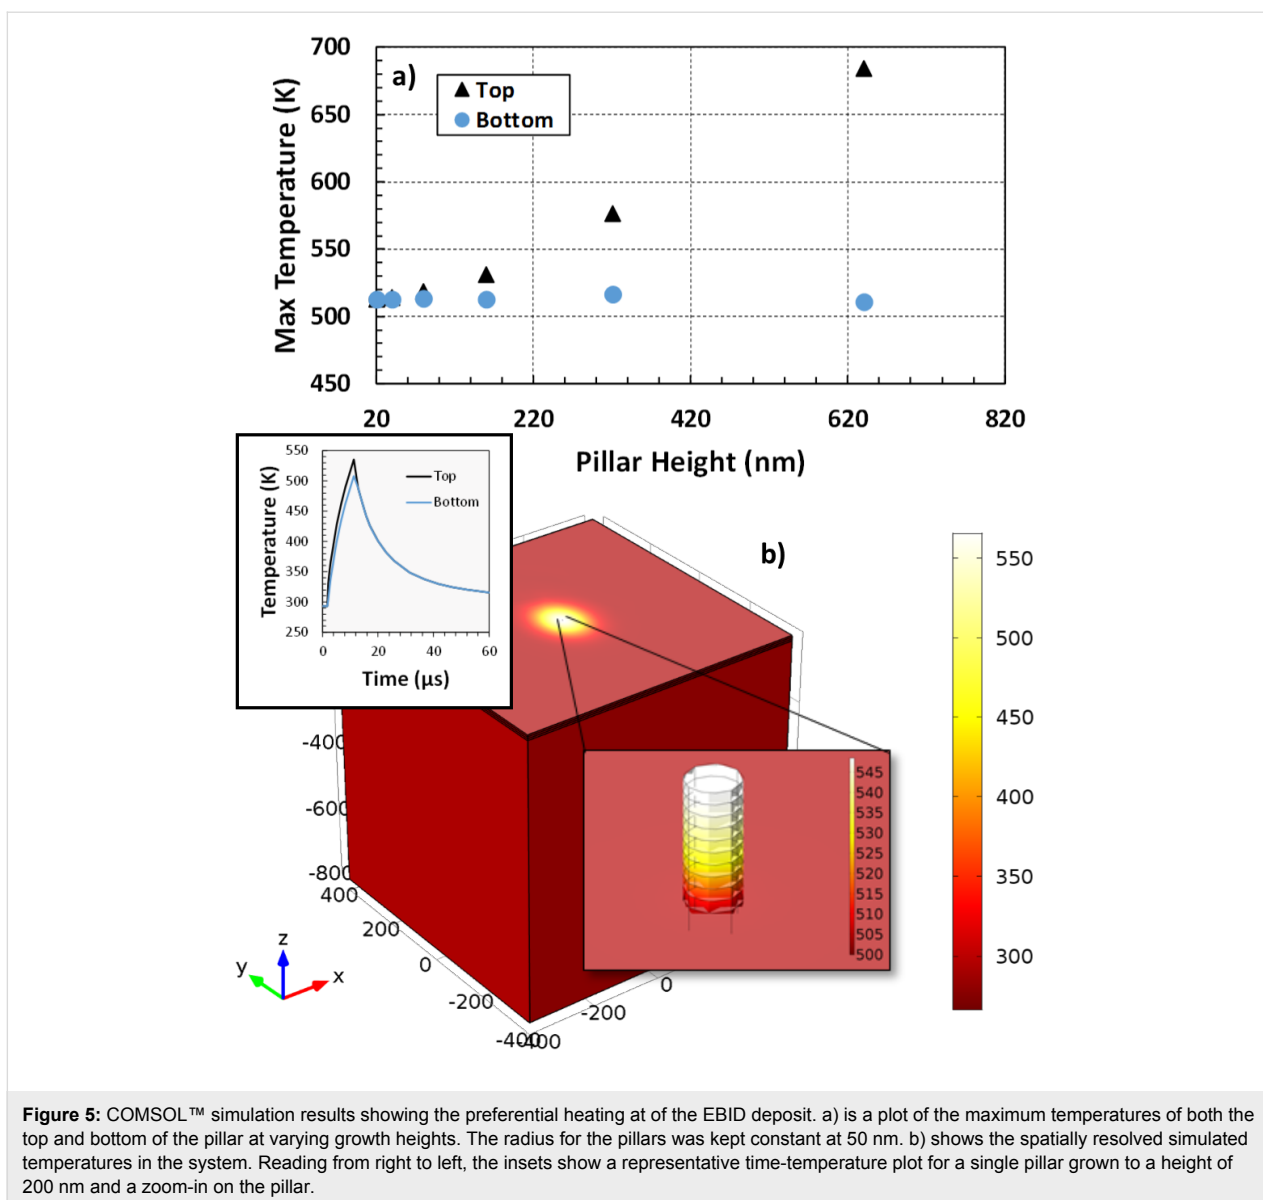 700
650
600
550
500
450
Max Temperature (K)
a)
Top
Bottom
20 220 420 620 820
Pillar Height (nm)
550
500
450
400
350
300
250
Temperature (K)
Top
Bottom
0 20 40 60
Time (µs)
b)
550
500
450
400
350
300
545
540
535
530
525
520
515
510
505
500
-400
-600
-800
400
200
0
-200
-400
-400
-200
0
z
y
x
Figure 5: COMSOL™ simulation results showing the preferential heating at of the EBID deposit. a) is a plot of the maximum temperatures of both the
top and bottom of the pillar at varying growth heights. The radius for the pillars was kept constant at 50 nm. b) shows the spatially resolved simulated
temperatures in the system. Reading from right to left, the insets show a representative time-temperature plot for a single pillar grown to a height of
200 nm and a zoom-in on the pillar.